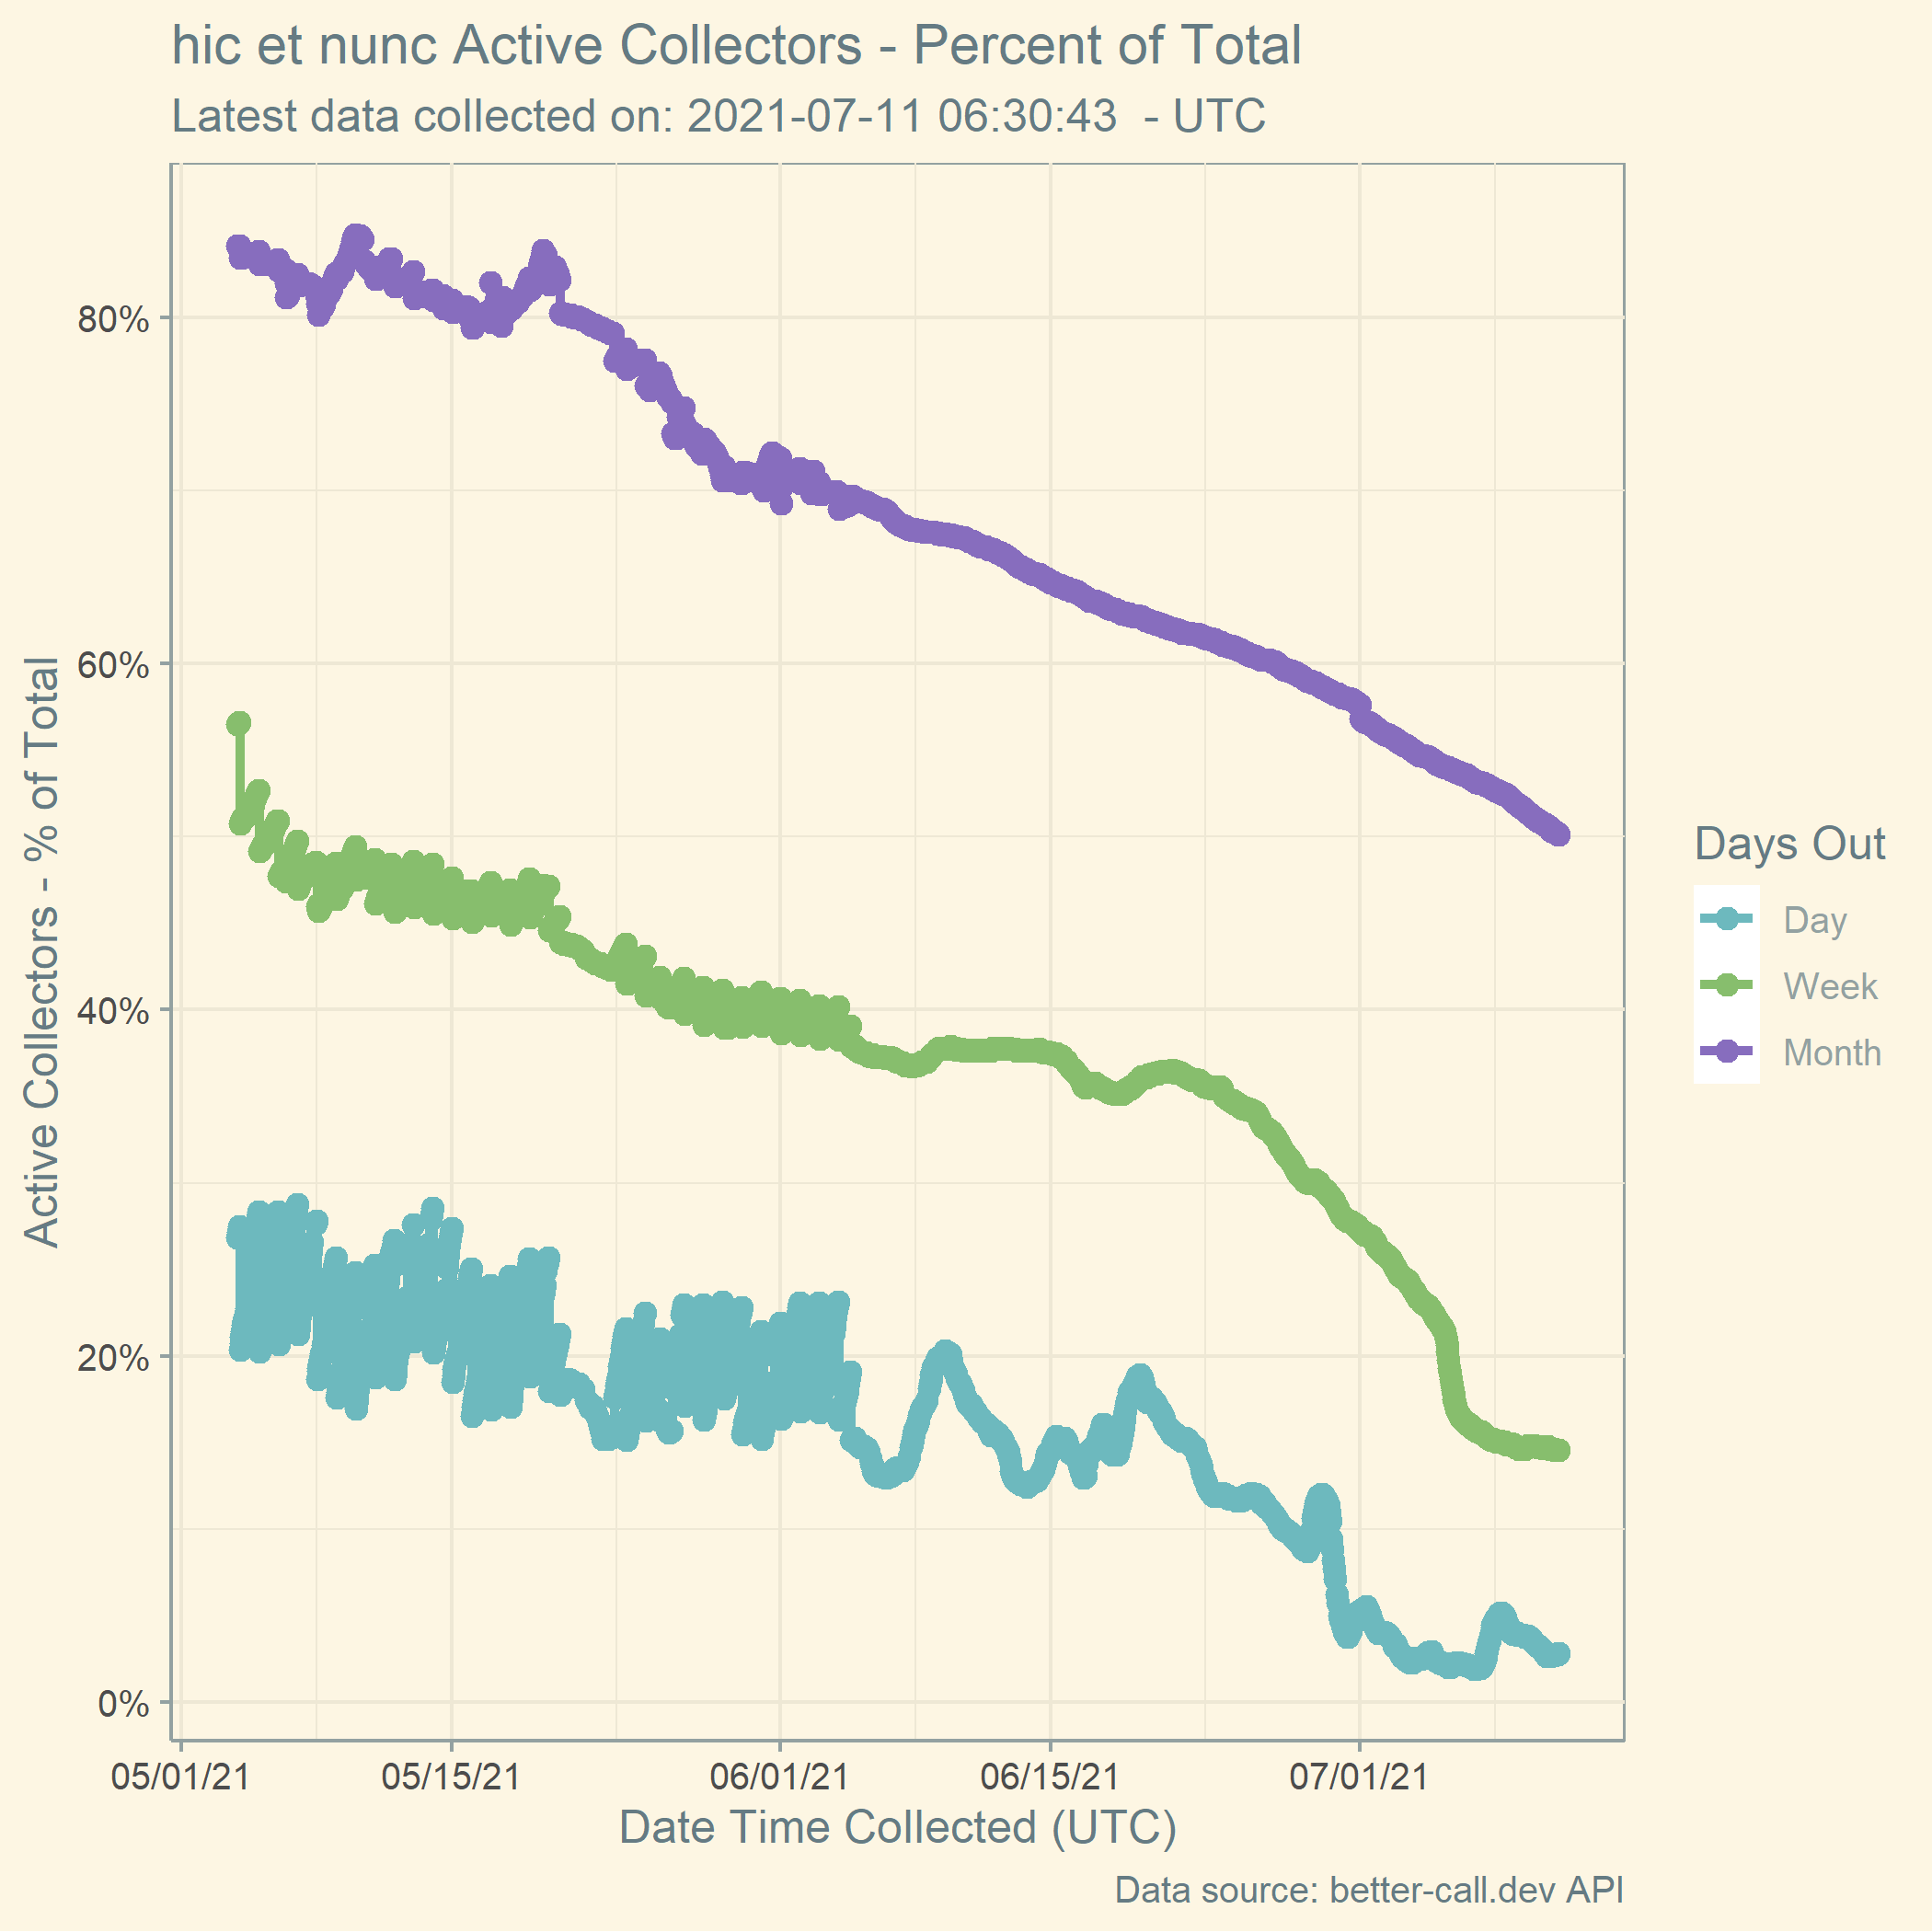 hic et nunc Active Collectors - Percent of Total
Latest data collected on: 2021-07-11 06:30:43  - UTC
Active Collectors - % of Total
80%
60%
40%
20%
0%
05/01/21
05/15/21
06/01/21
06/15/21
07/01/21
Date Time Collected (UTC)
Days Out
Day
Week
Month
Data source: better-call.dev API